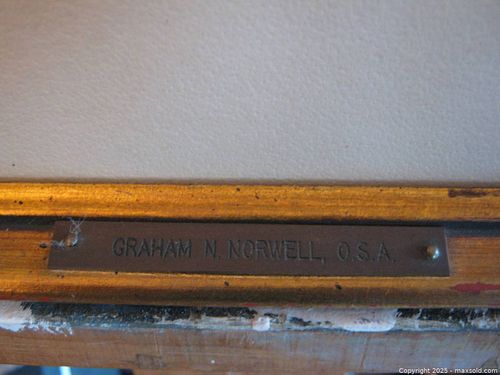 GRAHAM N. NORWELL, O.S.A.
Copyright 2025 - maxsold.com